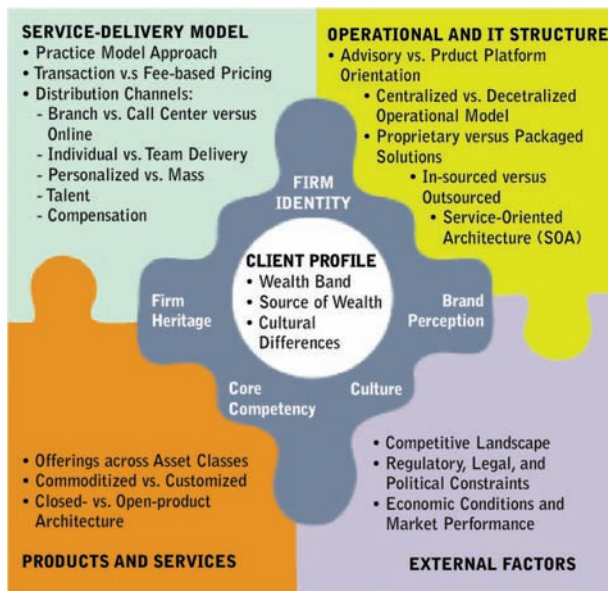 SERVICE-DELIVERY MODEL
• Practice Model Approach
• Transaction v.s Fee-based Pricing
• Distribution Channels:
- Branch vs. Call Center versus
Online
- Individual vs. Team Delivery
- Personalized vs. Mass
- Talent
- Compensation
OPERATIONAL AND IT STRUCTURE
• Advisory vs. Prduct Platform
Orientation
• Centralized vs. Decetralized
Operational Model
• Proprietary versus Packaged
Solutions
• In-sourced versus
Outsourced
• Service-Oriented
Architecture (SOA)
FIRM
IDENTITY
CLIENT PROFILE
• Wealth Band
• Source of Wealth
• Cultural
Differences
Firm
Heritage
Brand
Perception
Core
Competency
Culture
• Offerings across Asset Classes
• Commoditized vs. Customized
• Closed- vs. Open-product
Architecture
PRODUCTS AND SERVICES
• Competitive Landscape
• Regulatory, Legal, and
Political Constraints
• Economic Conditions and
Market Performance
EXTERNAL FACTORS